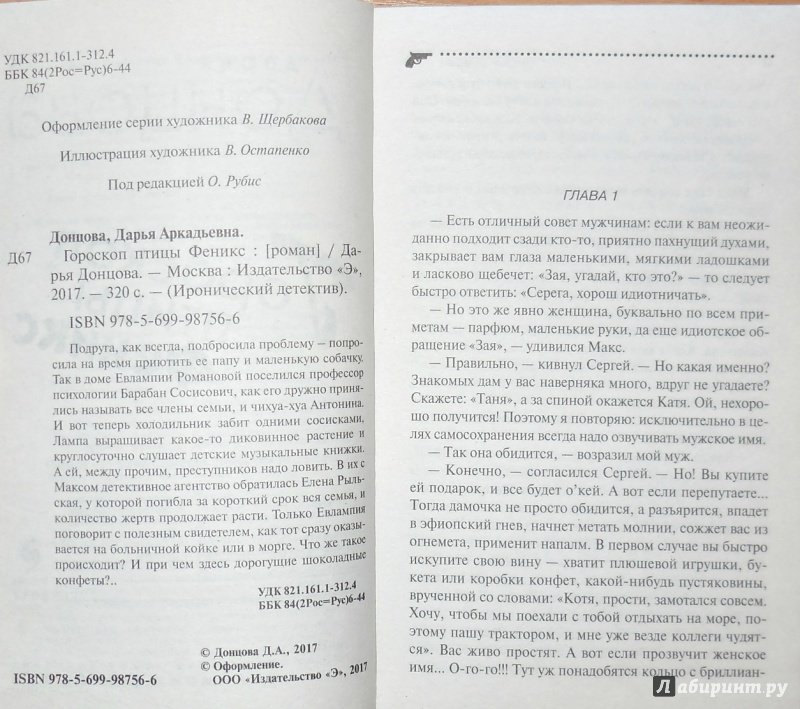 УДК 821.161.1-312.4
ББК 84(2Рос=Рус)6-44
Д67
Оформление серии художника В. Щербакова
Иллюстрация художника В. Остапенко
Под редакцией О. Рубис
Донцова, Дарья Аркадьевна.
Д67 Гороскоп птицы Феникс : [роман] / Да-
рья Донцова. — Москва : Издательство «Э»,
2017. — 320 с. — (Иронический детектив).
ISBN 978-5-699-98756-6
Подруга, как всегда, подбросила проблему – попро-
сила на время приютить ее папу и маленькую собачку.
Так в доме Евлампии Романовой поселился профессор
психологии Барабан Сосисович, как его дружно приня-
лись называть все члены семьи, и чихуа-хуа Антонина.
И вот теперь холодильник забит одними сосисками,
Лампа выращивает какое-то диковинное растение и
круглосуточно слушает детские музыкальные книжки.
А ей, между прочим, преступников надо ловить. В их с
Максом детективное агентство обратилась Елена Рыль-
ская, у которой погибла за короткий срок вся семья, и
количество жертв продолжает расти. Только Евлампия
поговорит с полезным свидетелем, как тот сразу оказы-
вается на больничной койке или в морге. Что же такое
происходит? И при чем здесь дорогущие шоколадные
конфеты?..
УДК 821.161.1-312.4
ББК 84(2Рос=Рус)6-44
© Донцова Д.А., 2017
© Оформление.
ISBN 978-5-699-98756-6 ООО «Издательство «Э», 2017
ГЛАВА 1
— Есть отличный совет мужчинам: если к вам неожи-
данно подходит сзади кто-то, приятно пахнущий духами,
закрывает вам глаза маленькими, мягкими ладошками
и ласково щебечет: «Зая, угадай, кто это?» — то следует
быстро ответить: «Серега, хорош идиотничать».
— Но это же явно женщина, буквально по всем при-
метам — парфюм, маленькие руки, да еще идиотское об-
ращение «Зая», — удивился Макс.
— Правильно, — кивнул Сергей. — Но какая именно?
Знакомых дам у вас наверняка много, вдруг не угадаете?
Скажете: «Таня», а за спиной окажется Катя. Ой, нехоро-
шо получится! Поэтому я повторяю: исключительно в це-
лях самосохранения всегда надо озвучивать мужское имя.
— Так она обидится, — возразил мой муж.
— Конечно, — согласился Сергей. — Но! Вы купите
ей подарок, и все будет о’кей. А вот если перепутаете...
Тогда дамочка не просто обидится, а разъярится, впадет
в эфиопский гнев, начнет метать молнии, сожжет вас из
огнемета, применит напалм. В первом случае вы быстро
искупите свою вину — хватит плюшевой игрушки, бу-
кета или коробки конфет, какой-нибудь пустяковины,
врученной со словами: «Котя, прости, замотался совсем.
Хочу, чтобы мы поехали с тобой отдыхать на море, по-
этому пашу трактором, и мне уже везде коллеги чудят-
ся». Вас живо простят. А вот если прозвучит женское
имя... О-го-го!!! Тут уж понадобятся кольцо с бриллиан-
Лабиринт.ру